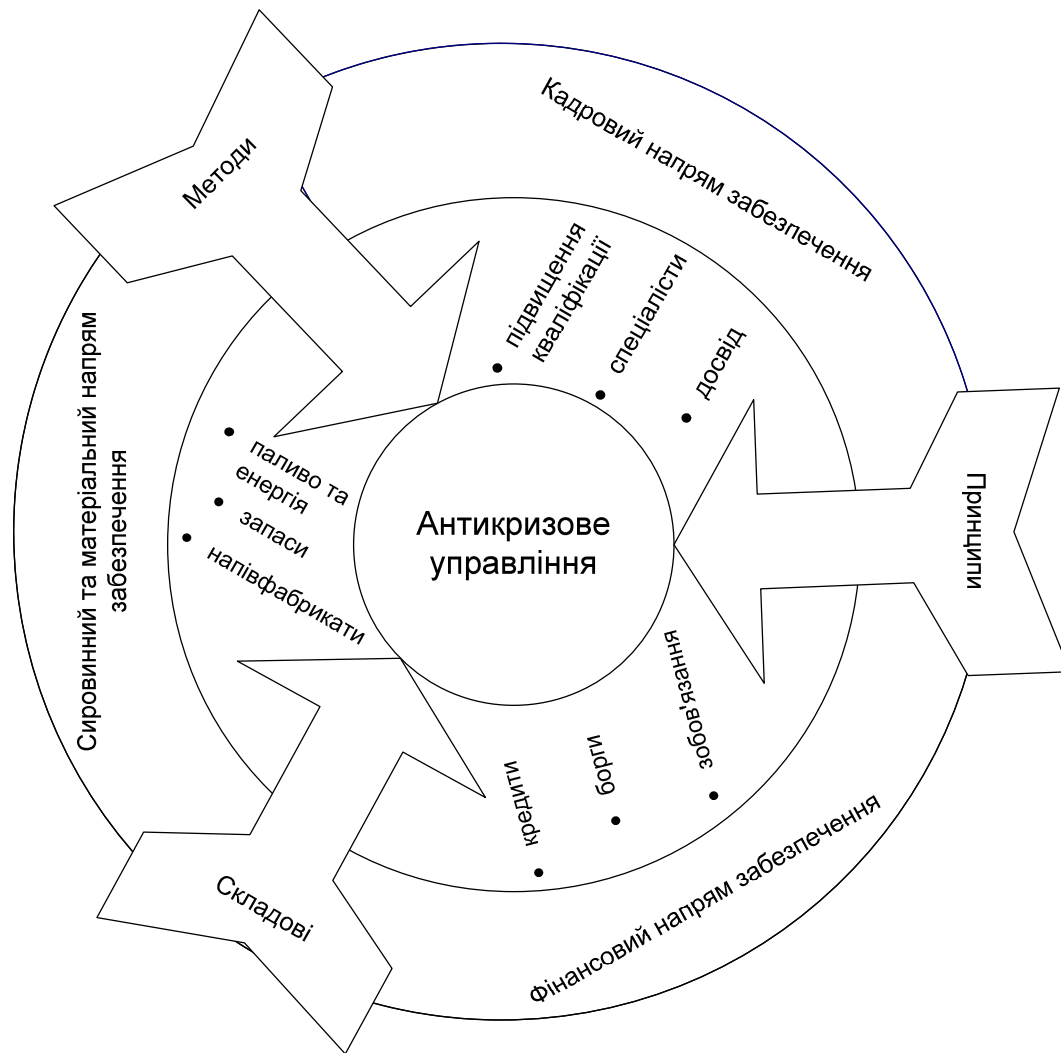 Методи
Кадровий напрям забезпечення
підвищення
кваліфікації
спеціалісти
досвід
Принципи
Сировинний та матеріальний напрям
забезпечення
паливо та
енергія
запаси
напівфабрикати
Антикризове
управління
зобов'язання
борги
кредити
Складові
Фінансовий напрям забезпечення